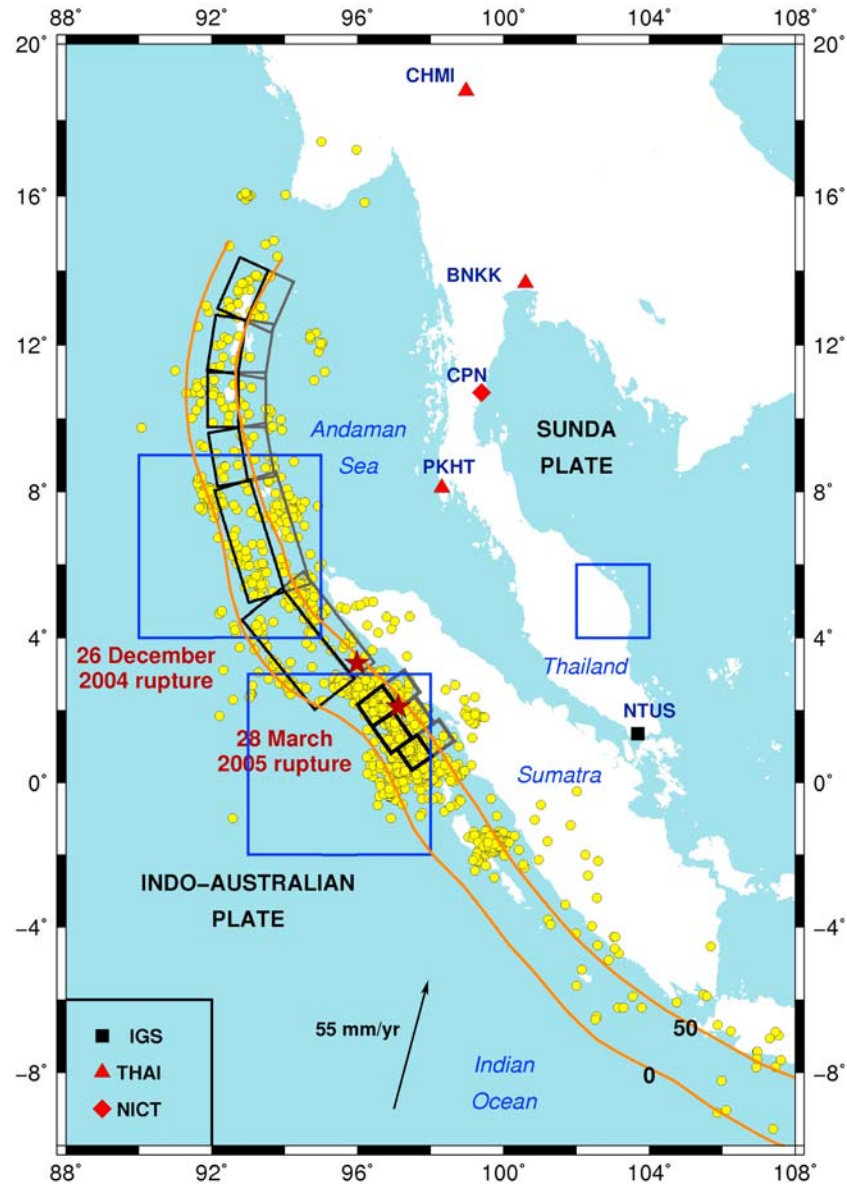 88° 92° 96° 100° 104° 108°
20° 20°
CHMI
16° 16°
BNKK
12° 12°
CPN
Andaman
Sea
SUNDA
PLATE
PKHT
8° 8°
4° 4°
26 December
2004 rupture
Thailand
NTUS
28 March
2005 rupture
Sumatra
0° 0°
INDO-AUSTRALIAN
PLATE
−4° −4°
55 mm/yr
50
0
IGS
THAI
NICT
Indian
Ocean
−8° −8°
88° 92° 96° 100° 104° 108°